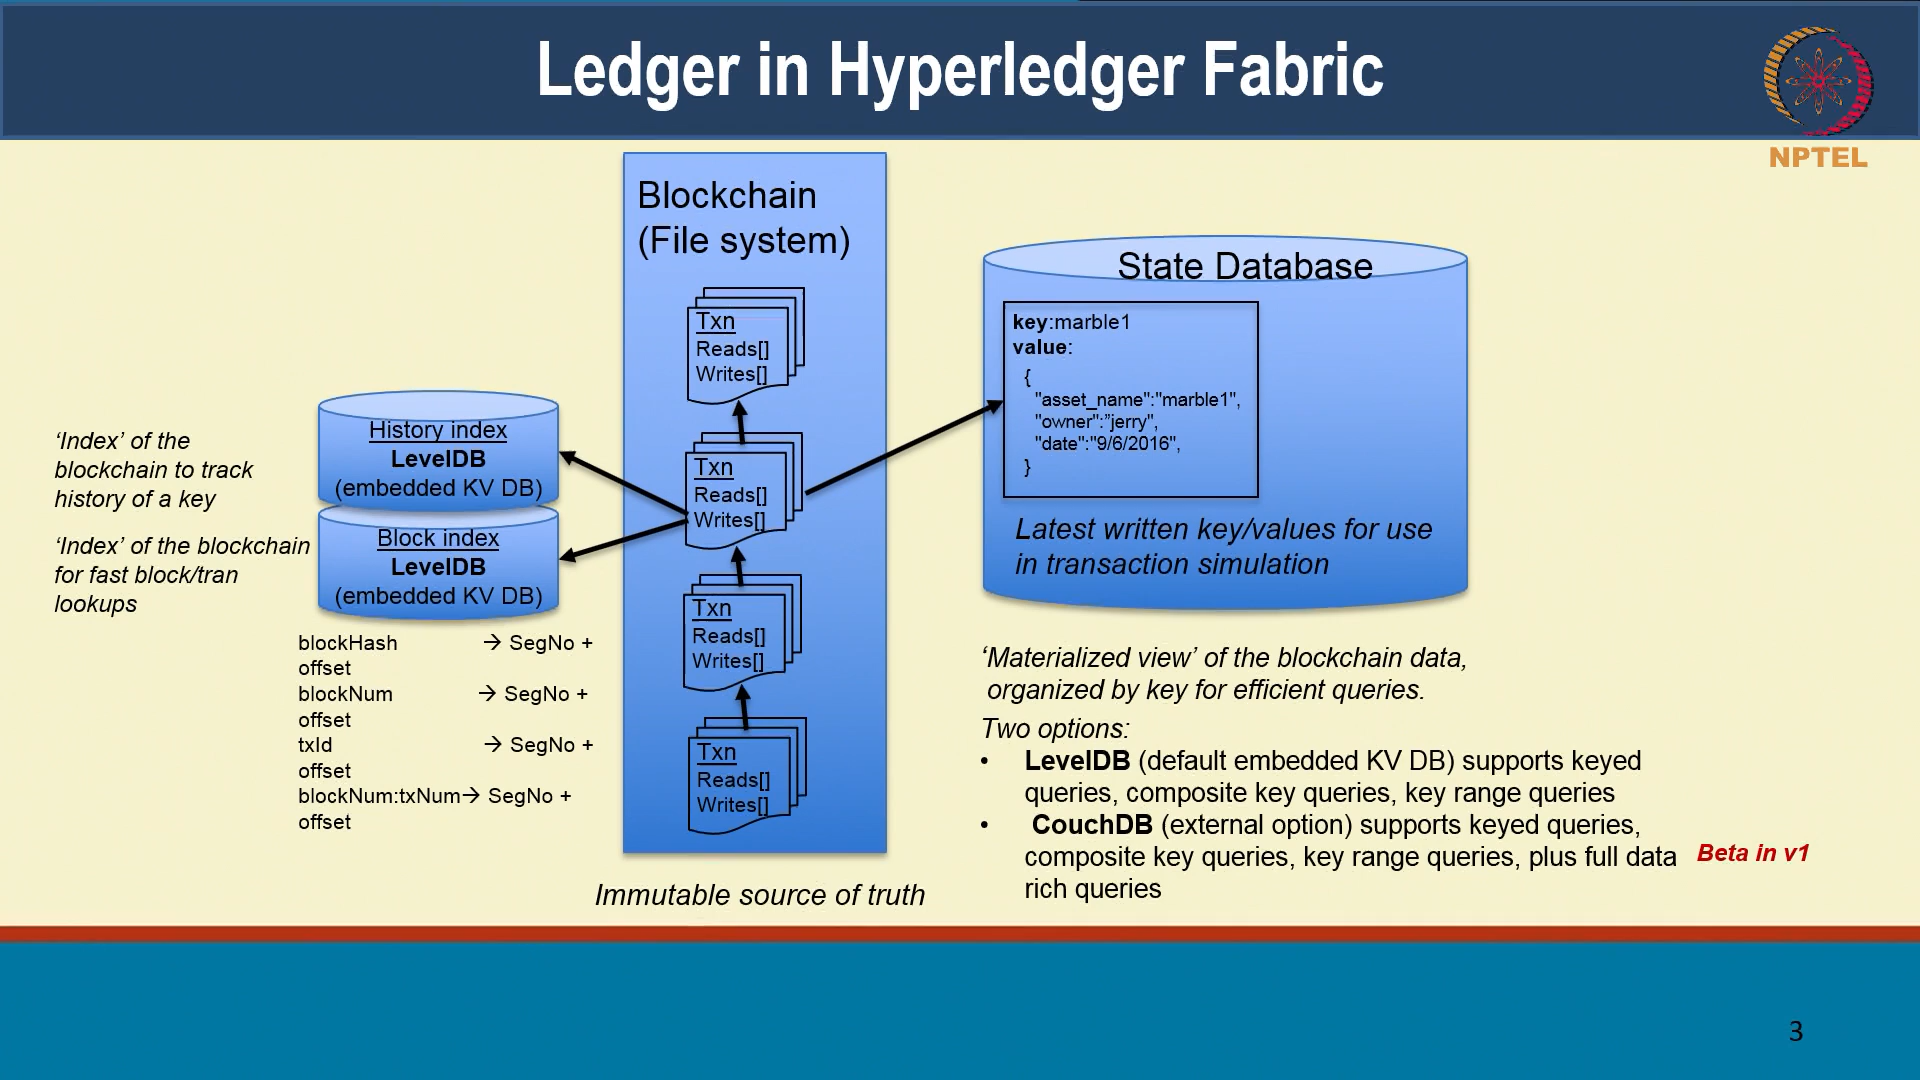 Ledger in Hyperledger Fabric
NPTEL
Blockchain
(File system)
Txn
Reads[]
Writes[]
Txn
Reads[]
Writes[]
Txn
Reads[]
Writes[]
Txn
Reads[]
Writes[]
Immutable source of truth
‘Index’ of the
blockchain to track
history of a key
History index
LevelDB
(embedded KV DB)
‘Index’ of the blockchain
for fast block/tran
lookups
Block index
LevelDB
(embedded KV DB)
blockHash → SegNo +
offset
blockNum → SegNo +
offset
txId → SegNo +
offset
blockNum:txNum→ SegNo +
offset
State Database
key:marble1
value:
{
"asset_name":"marble1",
"owner":”jerry",
"date":"9/6/2016",
}
Latest written key/values for use
in transaction simulation
‘Materialized view’ of the blockchain data,
organized by key for efficient queries.
Two options:
• LevelDB (default embedded KV DB) supports keyed
queries, composite key queries, key range queries
• CouchDB (external option) supports keyed queries,
composite key queries, key range queries, plus full data
rich queries
Beta in v1
3